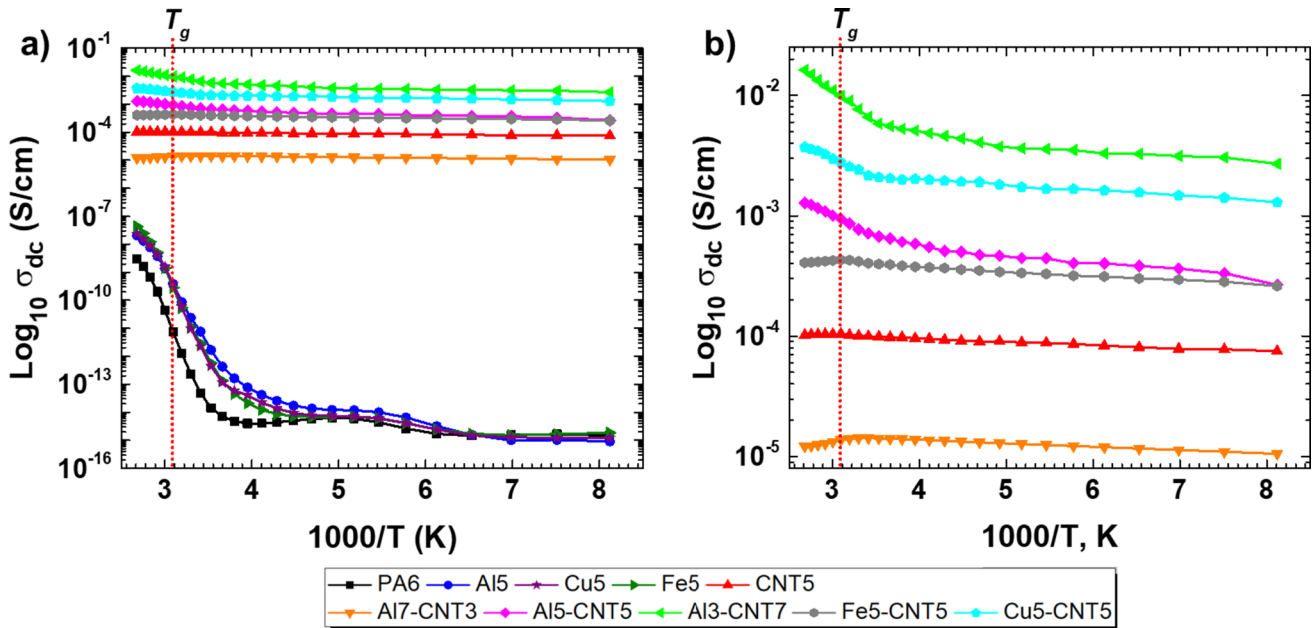 a)
Tg
10-1
10-4
10-7
10-10
10-13
10-16
Log10 σdc (S/cm)
3 4 5 6 7 8
1000/T (K)
b)
Tg
10-2
10-3
10-4
10-5
Log10 σdc (S/cm)
3 4 5 6 7 8
1000/T, K
PA6 Al5 Cu5 Fe5 CNT5
Al7-CNT3 Al5-CNT5 Al3-CNT7 Fe5-CNT5 Cu5-CNT5